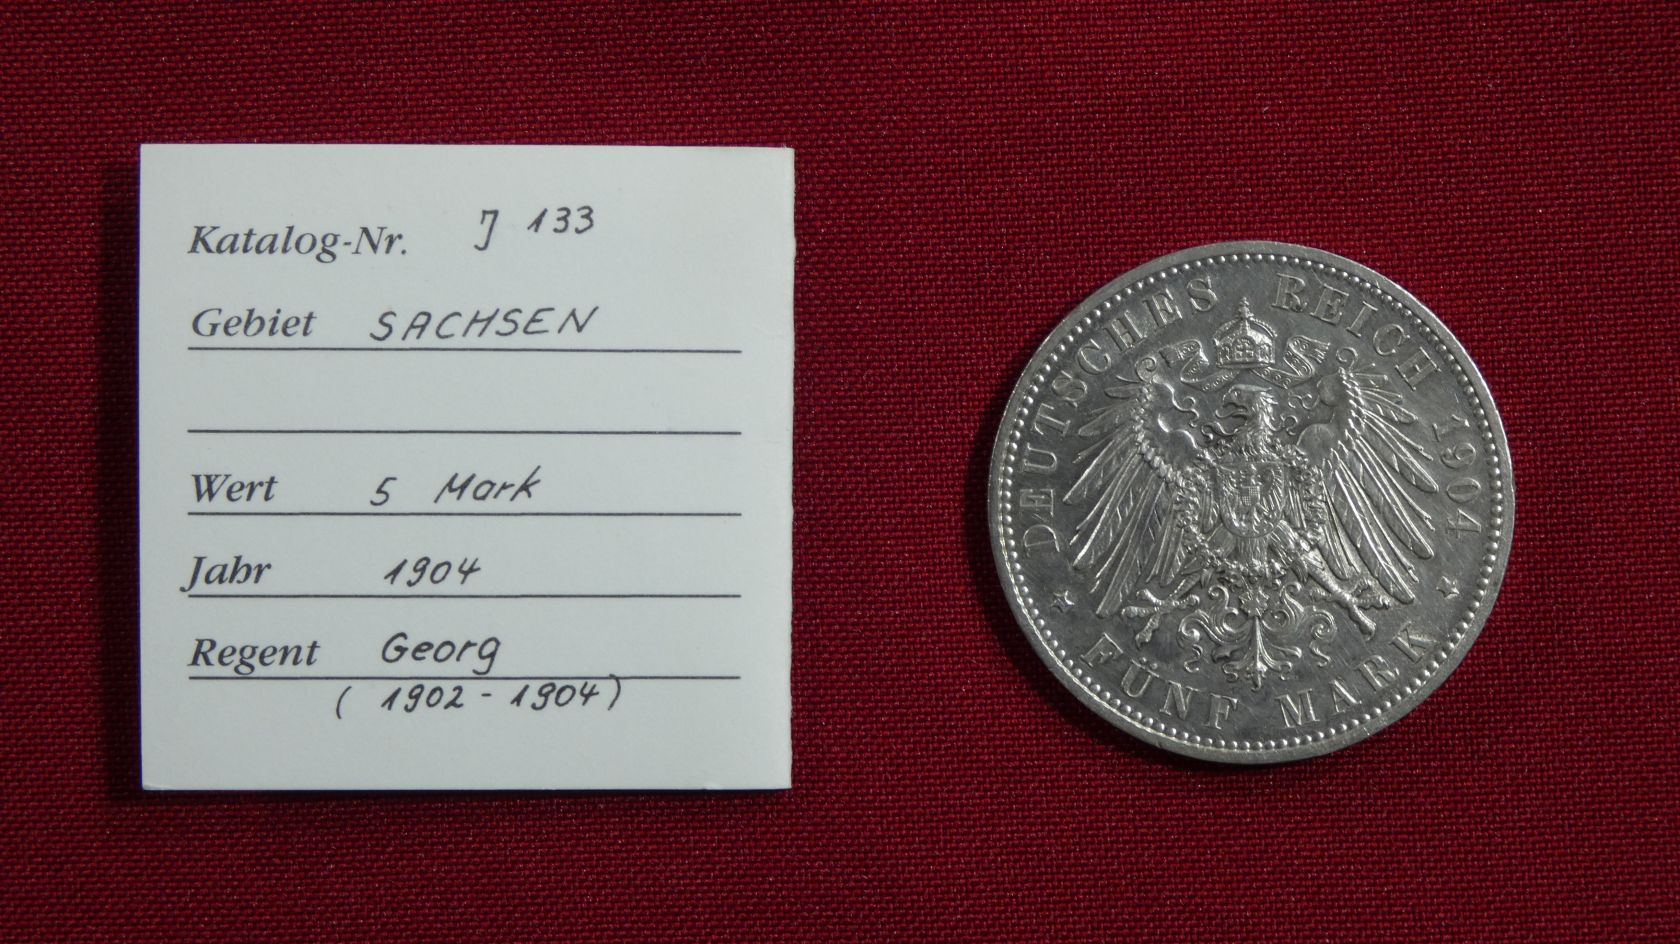 Katalog-Nr. J 133
Gebiet SACHSEN
Wert 5 Mark
Jahr 1904
Regent Georg
(1902 - 1904)
DEUTSCHES REICH 1904
FÜNF MARK